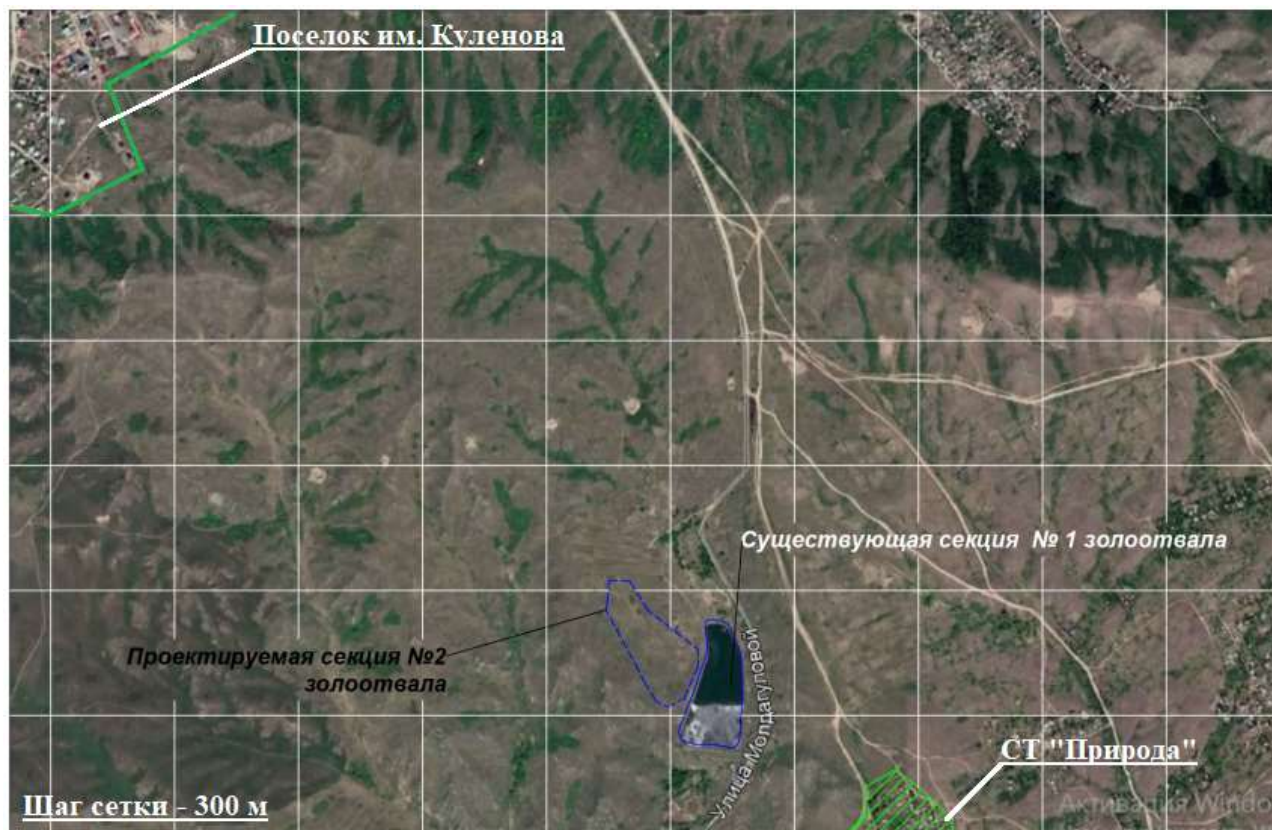 Поселок им. Куленова
Существующая секция № 1 золоотвала
Проектируемая секция №2
золоотвала
Улица Молдагуловой
СТ "Природа"
Шаг сетки - 300 м
Активация Windo